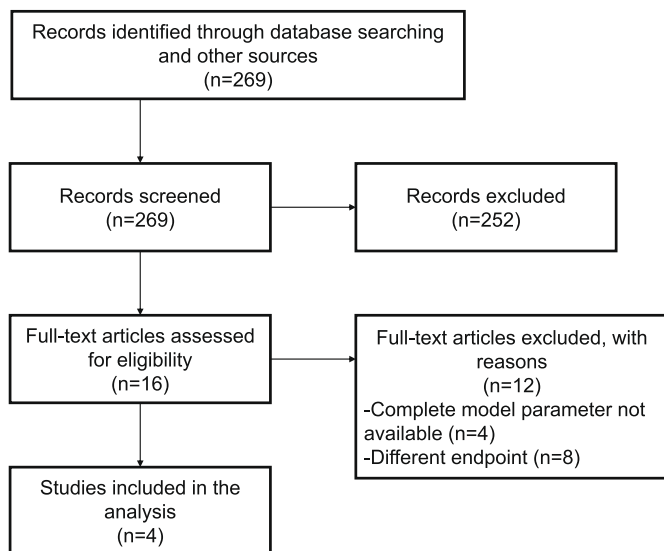 Records identified through database searching
and other sources
(n=269)
Records screened
(n=269)
Records excluded
(n=252)
Full-text articles assessed
for eligibility
(n=16)
Full-text articles excluded, with
reasons
(n=12)
-Complete model parameter not
available (n=4)
-Different endpoint (n=8)
Studies included in the
analysis
(n=4)